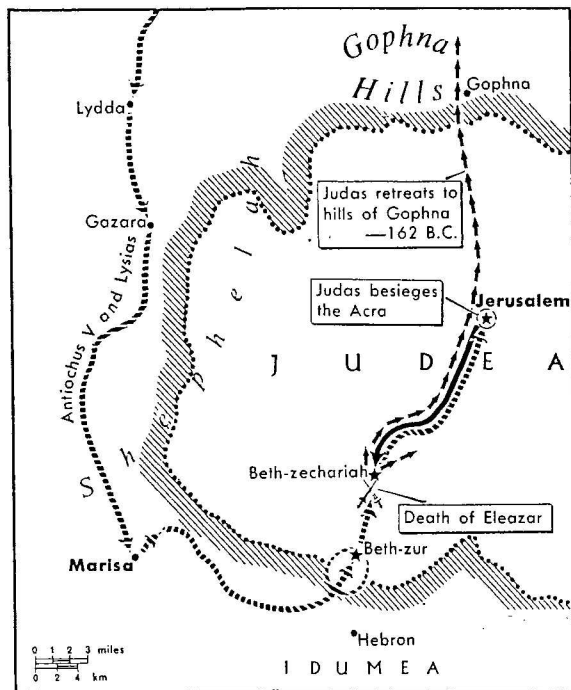 Gophna
Hills
Gophna
Lydda
Judas retreats to
hills of Gophna
—162 B.C.
Gazara
Shephelah
Antiochus V and Lysias
Judas besieges
the Acra
Jerusalem
JUDEA
Beth-zechariah
Death of Eleazar
Marisa
Beth-zur
Hebron
0 1 2 3 miles
0 2 4 km
IDUMEA